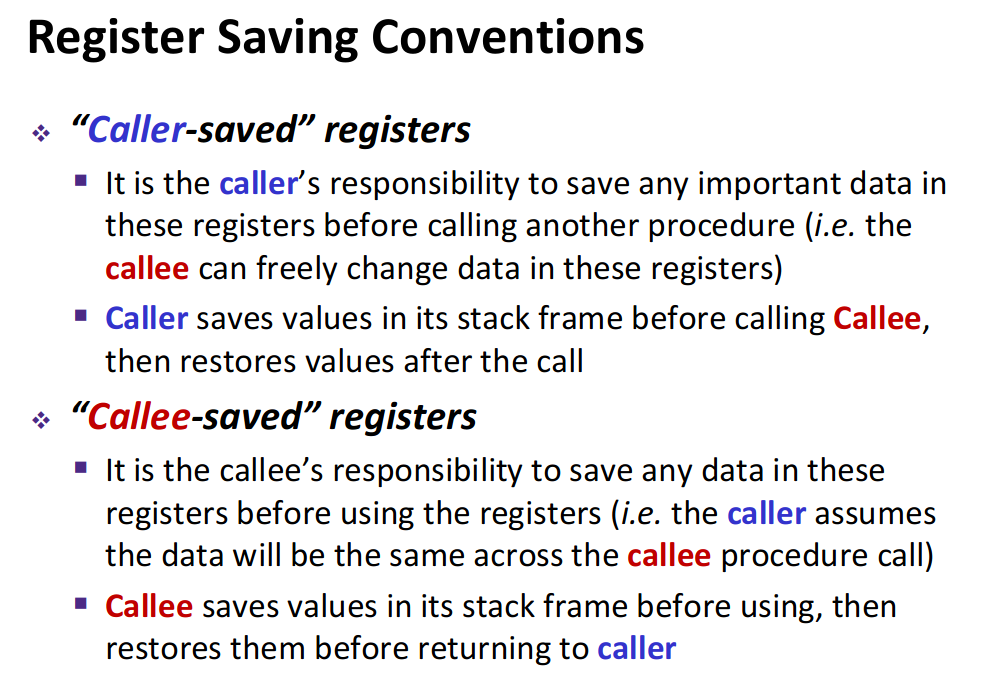 Register Saving Conventions
❖ “Caller-saved” registers
▪ It is the caller’s responsibility to save any important data in
these registers before calling another procedure (i.e. the
callee can freely change data in these registers)
▪ Caller saves values in its stack frame before calling Callee,
then restores values after the call
❖ “Callee-saved” registers
▪ It is the callee’s responsibility to save any data in these
registers before using the registers (i.e. the caller assumes
the data will be the same across the callee procedure call)
▪ Callee saves values in its stack frame before using, then
restores them before returning to caller